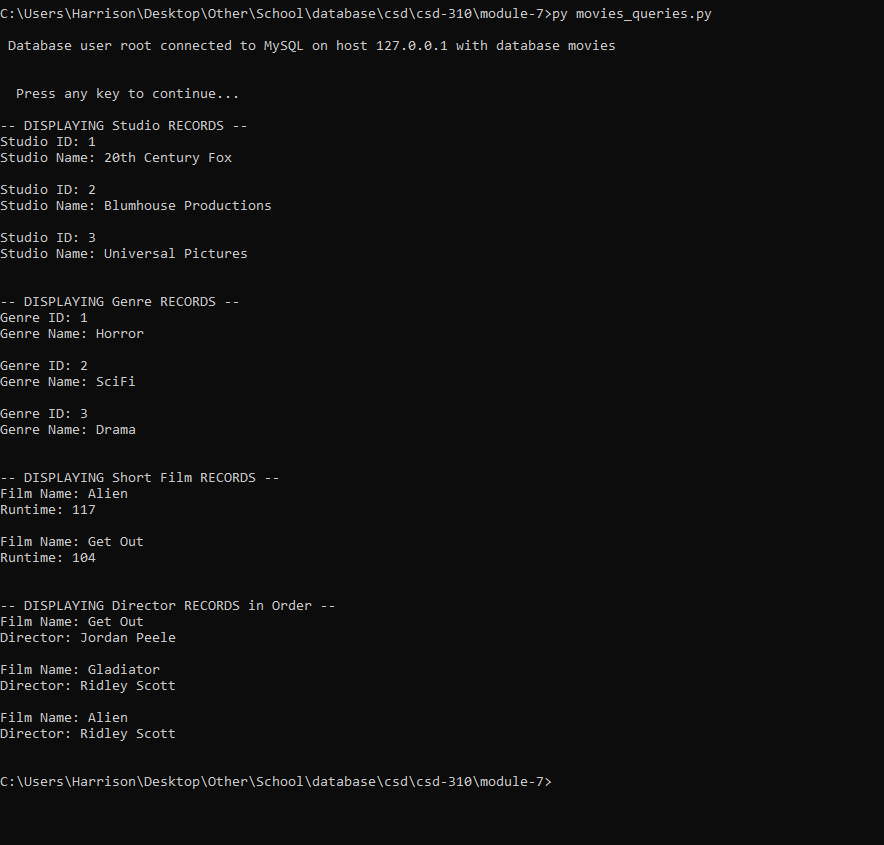 C:\Users\Harrison\Desktop\Other\School\database\csd\csd-310\module-7>py movies_queries.py
Database user root connected to MySQL on host 127.0.0.1 with database movies
Press any key to continue...
-- DISPLAYING Studio RECORDS --
Studio ID: 1
Studio Name: 20th Century Fox
Studio ID: 2
Studio Name: Blumhouse Productions
Studio ID: 3
Studio Name: Universal Pictures
-- DISPLAYING Genre RECORDS --
Genre ID: 1
Genre Name: Horror
Genre ID: 2
Genre Name: SciFi
Genre ID: 3
Genre Name: Drama
-- DISPLAYING Short Film RECORDS --
Film Name: Alien
Runtime: 117
Film Name: Get Out
Runtime: 104
-- DISPLAYING Director RECORDS in Order --
Film Name: Get Out
Director: Jordan Peele
Film Name: Gladiator
Director: Ridley Scott
Film Name: Alien
Director: Ridley Scott
C:\Users\Harrison\Desktop\Other\School\database\csd\csd-310\module-7>